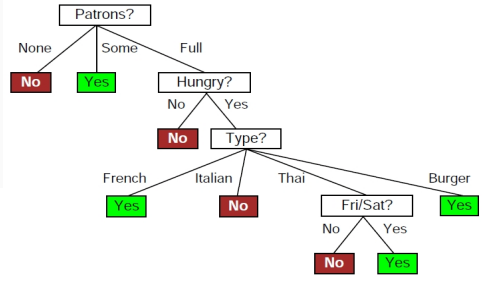 Patrons?
None Some Full
No Yes Hungry?
No Yes
No Type?
French Italian Thai Burger
Yes No Fri/Sat? Yes
No Yes
No Yes